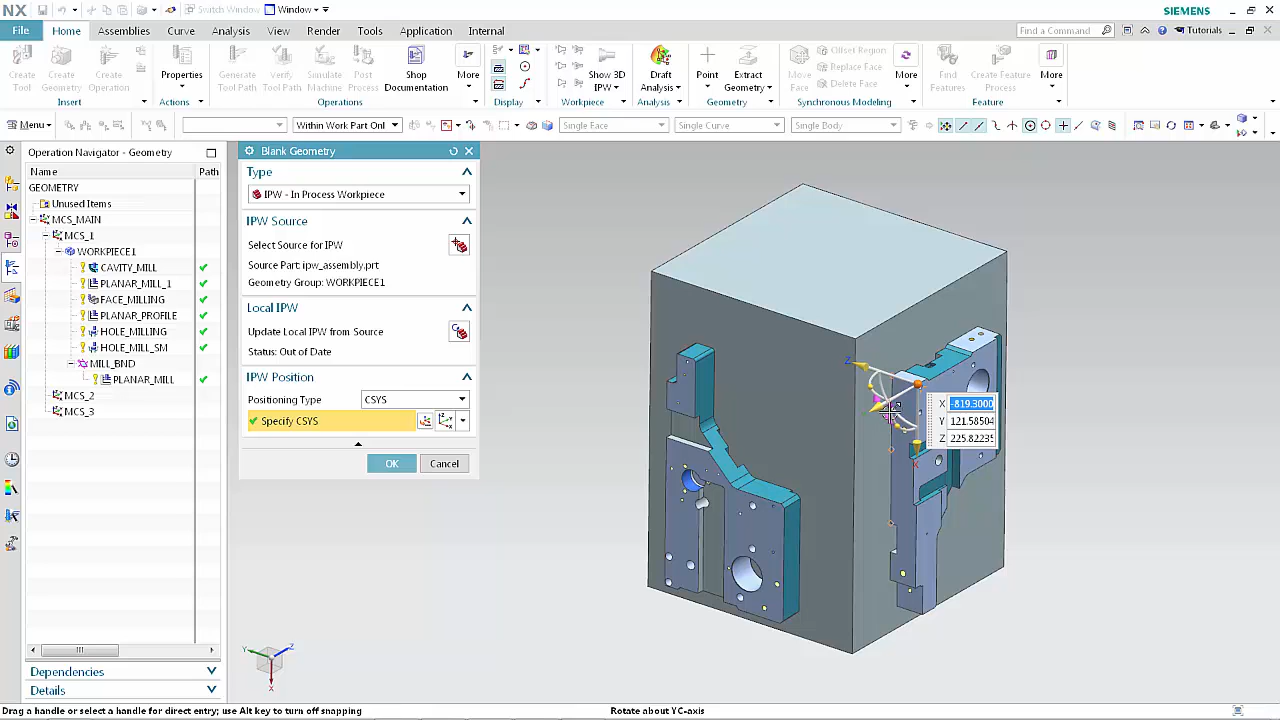 NX Switch Window Window SIEMENS
File Home Assemblies Curve Analysis View Render Tools Application Internal Find a Command Tutorials
Create Tool Create Geometry Create Operation Properties Generate Tool Path Verify Tool Path Simulate Machine Post Process Shop Documentation More Show 3D IPW Draft Analysis Point Extract Geometry Move Face Offset Region Replace Face Delete Face More Find Features Create Feature Process More
Insert Actions Operations Display Workpiece Analysis Geometry Synchronous Modeling Feature
Menu Within Work Part Onl Single Face Single Curve Single Body
Operation Navigator - Geometry
Name Path
GEOMETRY
Unused Items
MCS_MAIN
MCS_1
WORKPIECE1
CAVITY_MILL
PLANAR_MILL_1
FACE_MILLING
PLANAR_PROFILE
HOLE_MILLING
HOLE_MILL_SM
MILL_BND
PLANAR_MILL
MCS_2
MCS_3
Dependencies
Details
Blank Geometry
Type
IPW - In Process Workpiece
IPW Source
Select Source for IPW
Source Part: ipw_assembly.prt
Geometry Group: WORKPIECE1
Local IPW
Update Local IPW from Source
Status: Out of Date
IPW Position
Positioning Type CSYS
Specify CSYS
OK Cancel
Z
X
X -819.3000
Y 121.58504
Z 225.82235
Y Z
X
Drag a handle or select a handle for direct entry; use Alt key to turn off snapping Rotate about YC-axis